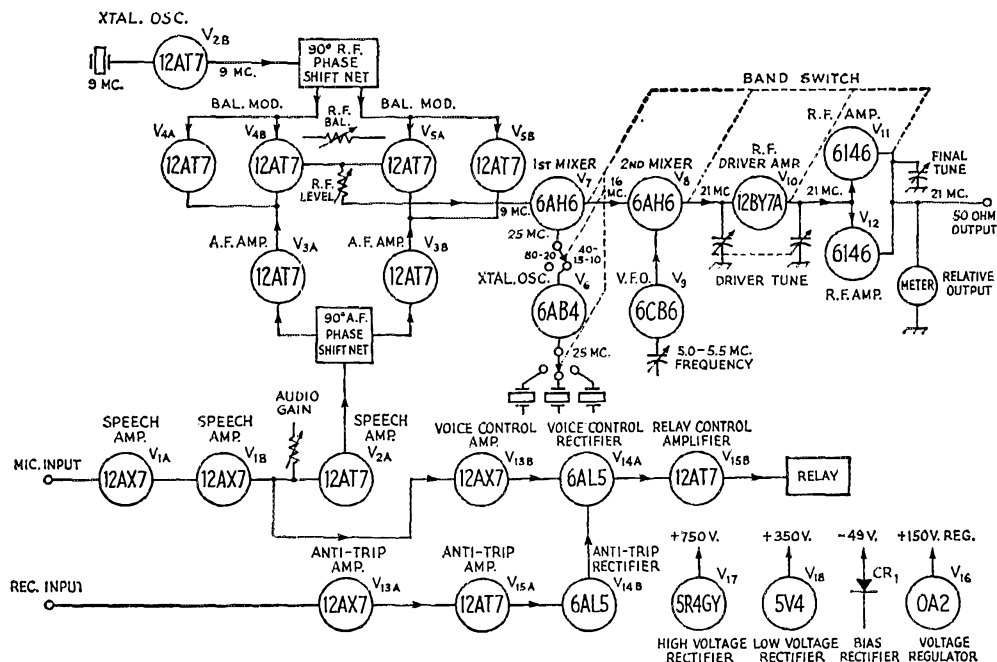 XTAL. OSC.
V2B
12AT7
9 MC.
9 MC.
90° R.F.
PHASE
SHIFT NET
BAL. MOD.
R.F.
BAL.
BAL. MOD.
V4A
12AT7
V4B
12AT7
V5A
12AT7
V5B
12AT7
R.F.
LEVEL
A.F. AMP.
V3A
12AT7
A.F. AMP.
V3B
12AT7
90° A.F.
PHASE
SHIFT NET
BAND SWITCH
1ST MIXER
V7
6AH6
9 MC.
16
MC.
2ND MIXER
V8
6AH6
21 MC
R.F.
DRIVER AMP.
V10
12BY7A
21 MC.
DRIVER TUNE
R.F. AMP.
V11
6146
V12
6146
R.F. AMP.
FINAL
TUNE
21 MC.
50 OHM
OUTPUT
METER
RELATIVE
OUTPUT
25 MC.
80-20
40-
15-10
XTAL. OSC.
V6
6AB4
25 MC.
V.F.O.
V9
6CB6
5.0-5.5 MC.
FREQUENCY
AUDIO
GAIN
MIC. INPUT
SPEECH
AMP.
V1A
12AX7
SPEECH
AMP.
V1B
12AX7
SPEECH
AMP.
V2A
12AT7
VOICE CONTROL
AMP.
V13B
12AX7
VOICE CONTROL
RECTIFIER
V14A
6AL5
RELAY CONTROL
AMPLIFIER
V15B
12AT7
RELAY
REC. INPUT
ANTI-TRIP
AMP.
V13A
12AX7
ANTI-TRIP
AMP.
V15A
12AT7
ANTI-TRIP
RECTIFIER
V14B
6AL5
+750 V.
V17
5R4GY
HIGH VOLTAGE
RECTIFIER
+350 V.
V18
5V4
LOW VOLTAGE
RECTIFIER
-49 V.
CR1
BIAS
RECTIFIER
+150 V. REG.
V16
0A2
VOLTAGE
REGULATOR